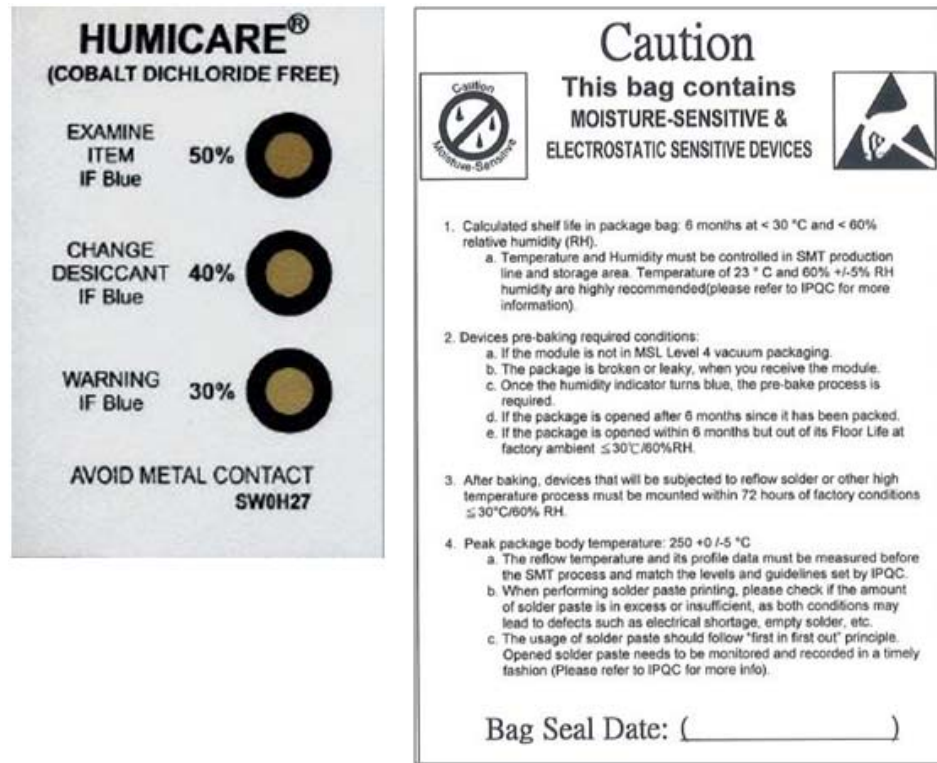 HUMICARE®
(COBALT DICHLORIDE FREE)
EXAMINE
ITEM 50%
IF Blue
CHANGE
DESICCANT 40%
IF Blue
WARNING
IF Blue 30%
AVOID METAL CONTACT
SW0H27
Caution
This bag contains
MOISTURE-SENSITIVE &
ELECTROSTATIC SENSITIVE DEVICES
Caution
Moistuve-Sensitive
1. Calculated shelf life in package bag: 6 months at < 30 °C and < 60%
relative humidity (RH).
a. Temperature and Humidity must be controlled in SMT production
line and storage area. Temperature of 23 ° C and 60% +/-5% RH
humidity are highly recommended(please refer to IPQC for more
information).
2. Devices pre-baking required conditions:
a. If the module is not in MSL Level 4 vacuum packaging.
b. The package is broken or leaky, when you receive the module.
c. Once the humidity indicator turns blue, the pre-bake process is
required.
d. If the package is opened after 6 months since it has been packed.
e. If the package is opened within 6 months but out of its Floor Life at
factory ambient ≦30℃/60%RH.
3. After baking, devices that will be subjected to reflow solder or other high
temperature process must be mounted within 72 hours of factory conditions
≦30°C/60% RH.
4. Peak package body temperature: 250 +0 /-5 °C
a. The reflow temperature and its profile data must be measured before
the SMT process and match the levels and guidelines set by IPQC.
b. When performing solder paste printing, please check if the amount
of solder paste is in excess or insufficient, as both conditions may
lead to defects such as electrical shortage, empty solder, etc.
c. The usage of solder paste should follow "first in first out" principle.
Opened solder paste needs to be monitored and recorded in a timely
fashion (Please refer to IPQC for more info).
Bag Seal Date: (                )